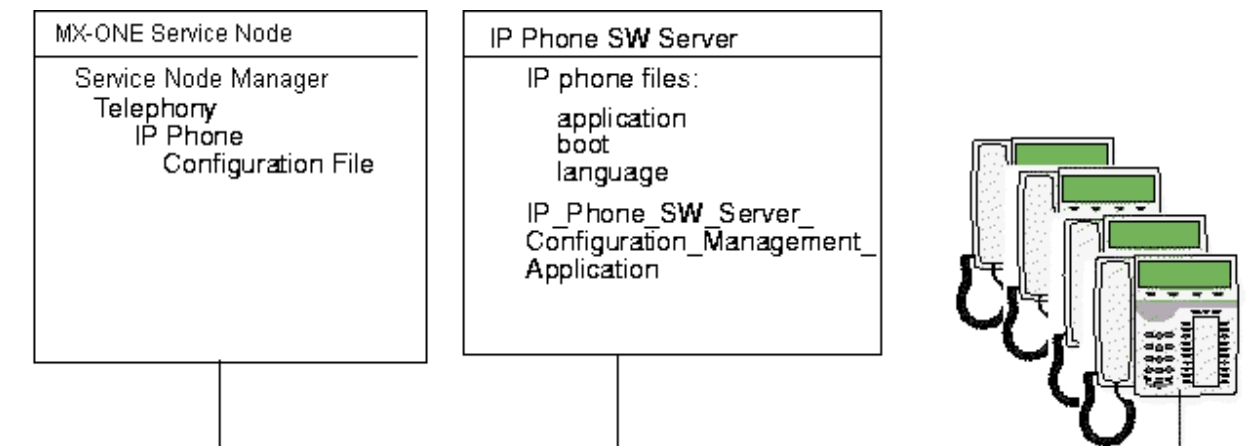 MX-ONE Service Node
Service Node Manager
Telephony
IP Phone
Configuration File
IP Phone SW Server
IP phone files:
application
boot
language
IP_Phone_SW_Server_
Configuration_Management_
Application